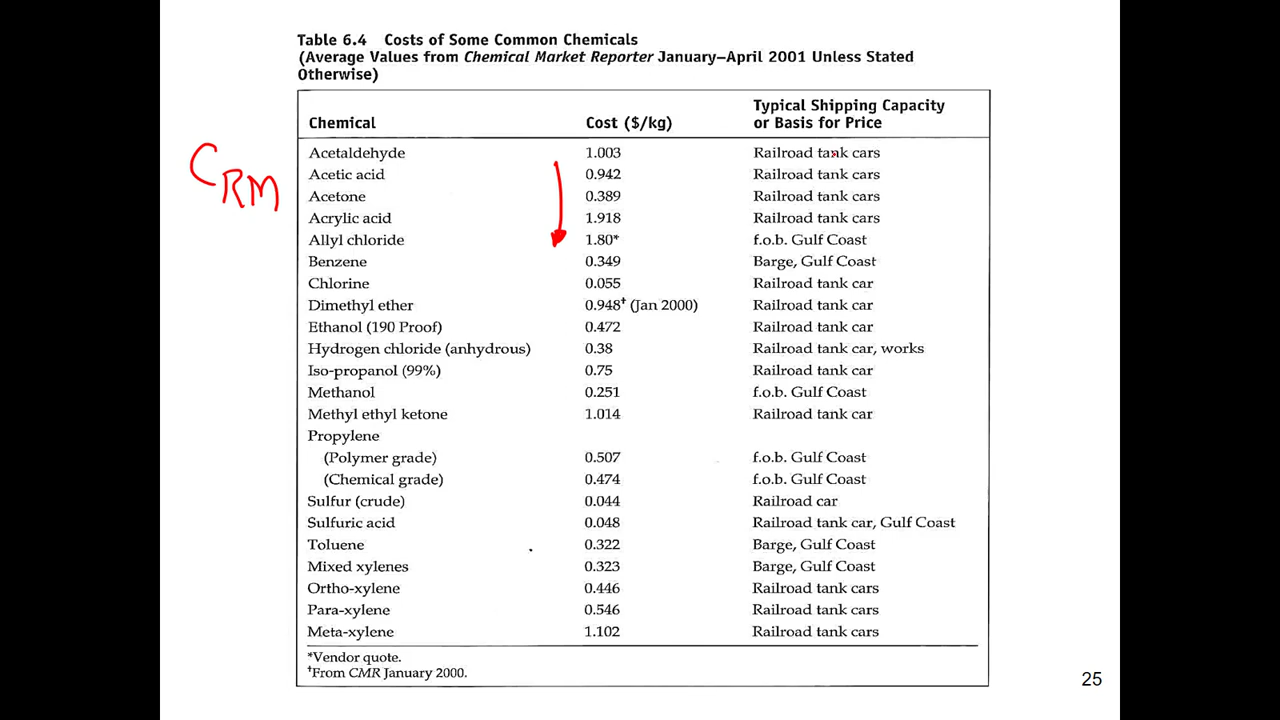 Table 6.4 Costs of Some Common Chemicals
(Average Values from Chemical Market Reporter January–April 2001 Unless Stated
Otherwise)
Chemical Cost ($/kg) Typical Shipping Capacity or Basis for Price
CRM
Acetaldehyde 1.003 Railroad tank cars
Acetic acid 0.942 Railroad tank cars
Acetone 0.389 Railroad tank cars
Acrylic acid 1.918 Railroad tank cars
Allyl chloride 1.80* f.o.b. Gulf Coast
Benzene 0.349 Barge, Gulf Coast
Chlorine 0.055 Railroad tank car
Dimethyl ether 0.948† (Jan 2000) Railroad tank car
Ethanol (190 Proof) 0.472 Railroad tank car
Hydrogen chloride (anhydrous) 0.38 Railroad tank car, works
Iso-propanol (99%) 0.75 Railroad tank car
Methanol 0.251 f.o.b. Gulf Coast
Methyl ethyl ketone 1.014 Railroad tank car
Propylene
(Polymer grade) 0.507 f.o.b. Gulf Coast
(Chemical grade) 0.474 f.o.b. Gulf Coast
Sulfur (crude) 0.044 Railroad car
Sulfuric acid 0.048 Railroad tank car, Gulf Coast
Toluene 0.322 Barge, Gulf Coast
Mixed xylenes 0.323 Barge, Gulf Coast
Ortho-xylene 0.446 Railroad tank cars
Para-xylene 0.546 Railroad tank cars
Meta-xylene 1.102 Railroad tank cars
*Vendor quote.
†From CMR January 2000.
25